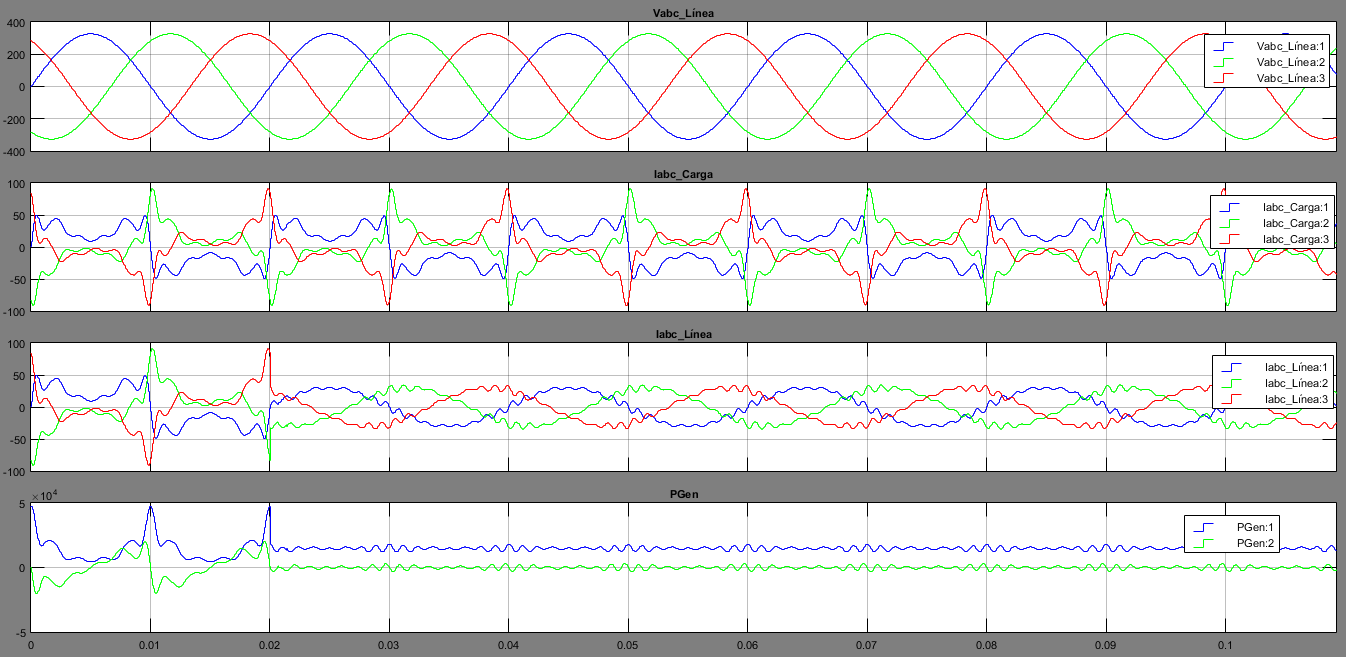 Vabc_Línea
400
200
0
-200
-400
Vabc_Línea:1
Vabc_Línea:2
Vabc_Línea:3
Iabc_Carga
100
50
0
-50
-100
Iabc_Carga:1
Iabc_Carga:2
Iabc_Carga:3
Iabc_Línea
100
50
0
-50
-100
Iabc_Línea:1
Iabc_Línea:2
Iabc_Línea:3
PGen
×10^4
5
0
-5
PGen:1
PGen:2
0 0.01 0.02 0.03 0.04 0.05 0.06 0.07 0.08 0.09 0.1